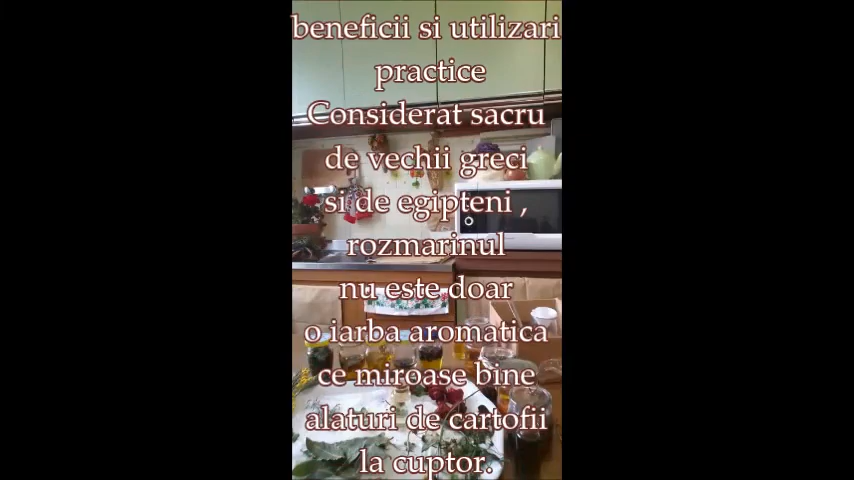 beneficii si utilizari
practice
Considerat sacru
de vechii greci
si de egipteni ,
rozmarinul
nu este doar
o iarba aromatica
ce miroase bine
alaturi de cartofii
la cuptor.